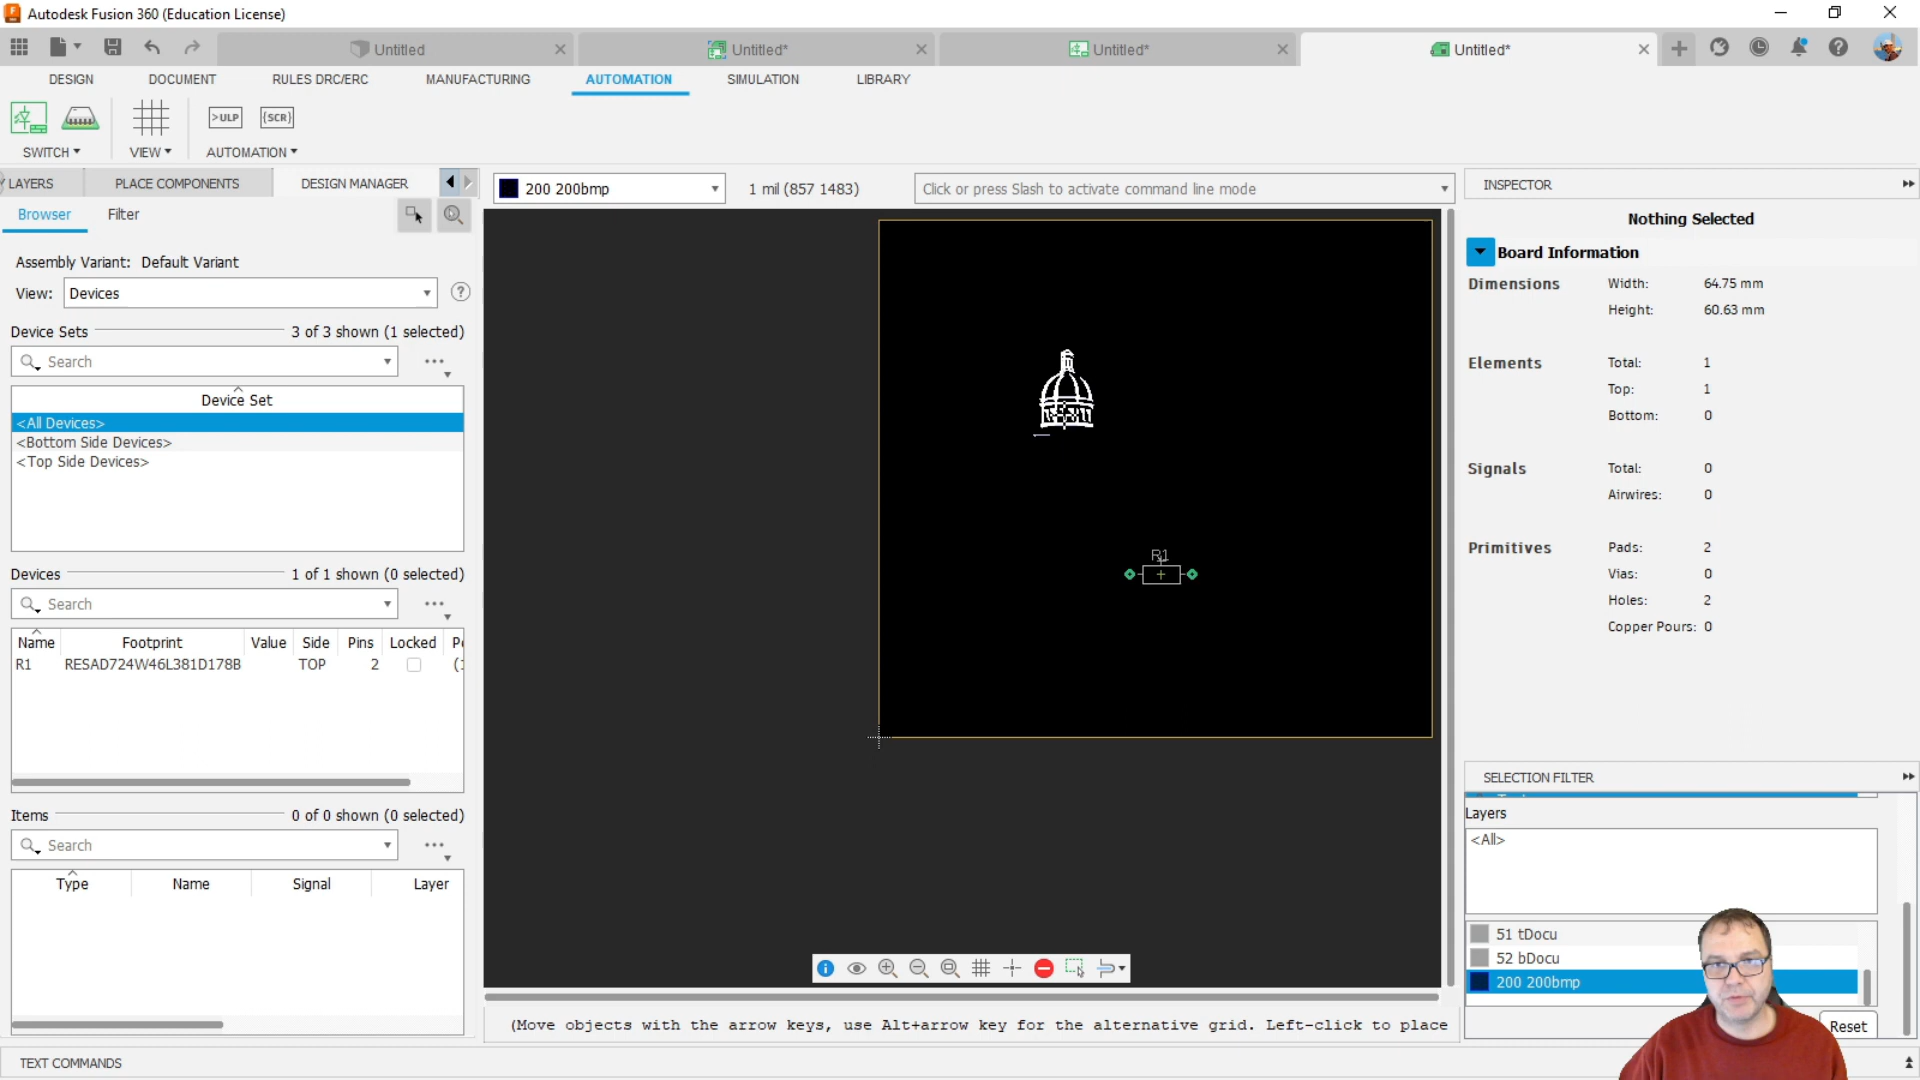 Autodesk Fusion 360 (Education License)
Untitled
Untitled*
Untitled*
Untitled*
DESIGN
DOCUMENT
RULES DRC/ERC
MANUFACTURING
AUTOMATION
SIMULATION
LIBRARY
>ULP
{SCR}
SWITCH
VIEW
AUTOMATION
LAYERS
PLACE COMPONENTS
DESIGN MANAGER
200 200bmp
1 mil (857 1483)
Click or press Slash to activate command line mode
INSPECTOR
Browser
Filter
Nothing Selected
Board Information
Assembly Variant: Default Variant
View: Devices
Dimensions Width: 64.75 mm
Height: 60.63 mm
Device Sets 3 of 3 shown (1 selected)
Search
Elements Total: 1
Top: 1
Bottom: 0
Device Set
<All Devices>
<Bottom Side Devices>
<Top Side Devices>
Signals Total: 0
Airwires: 0
Primitives Pads: 2
Vias: 0
Holes: 2
Copper Pours: 0
R1
Devices 1 of 1 shown (0 selected)
Search
Name Footprint Value Side Pins Locked
R1 RESAD724W46L381D178B TOP 2
Items 0 of 0 shown (0 selected)
Search
Type Name Signal Layer
SELECTION FILTER
Layers
<All>
51 tDocu
52 bDocu
200 200bmp
Reset
(Move objects with the arrow keys, use Alt+arrow key for the alternative grid. Left-click to place
TEXT COMMANDS